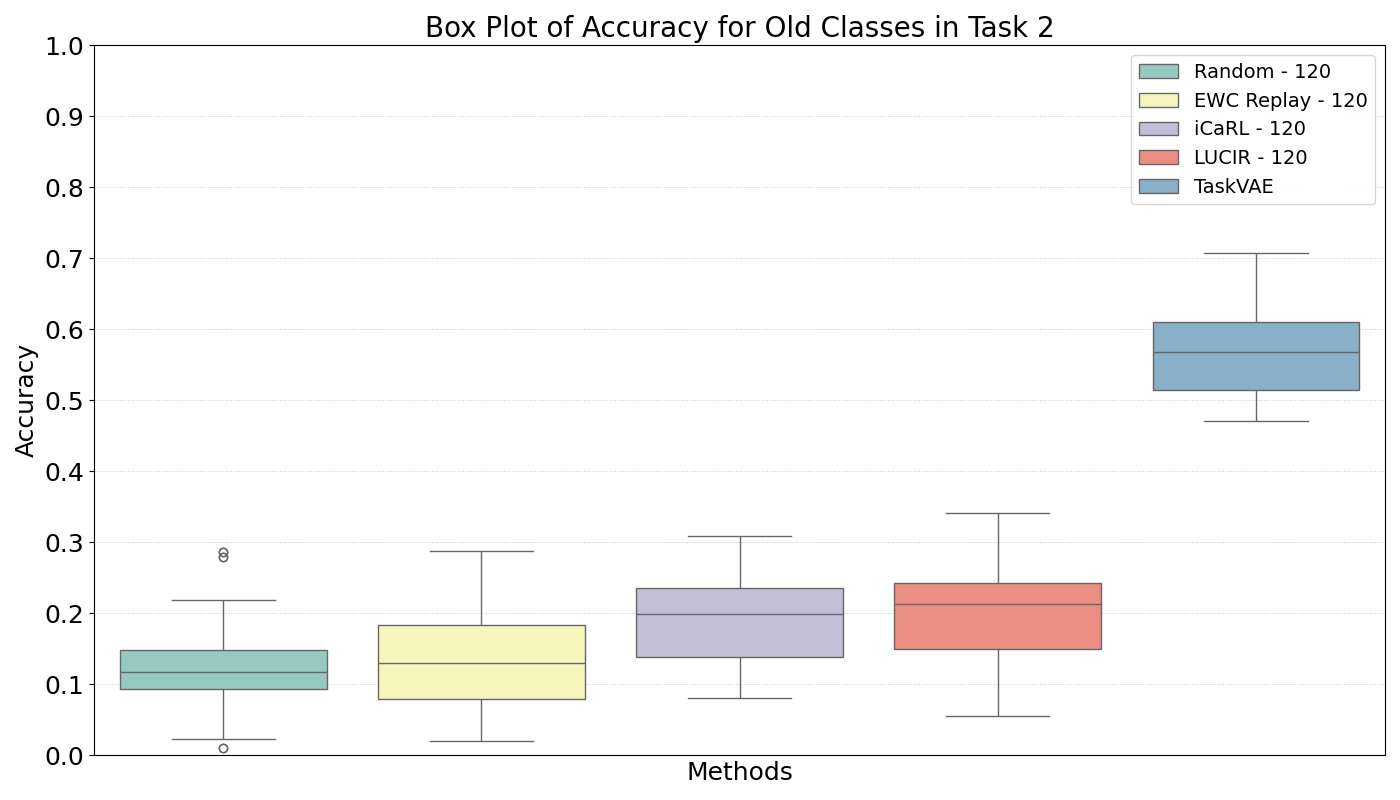 Box Plot of Accuracy for Old Classes in Task 2
1.0
0.9
0.8
0.7
0.6
0.5
0.4
0.3
0.2
0.1
0.0
Accuracy
Methods
Random - 120
EWC Replay - 120
iCaRL - 120
LUCIR - 120
TaskVAE